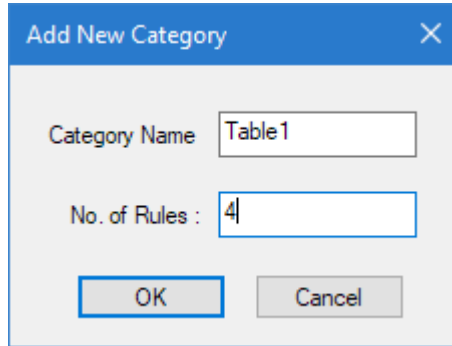 Add New Category
Category Name Table1
No. of Rules : 4
OK Cancel